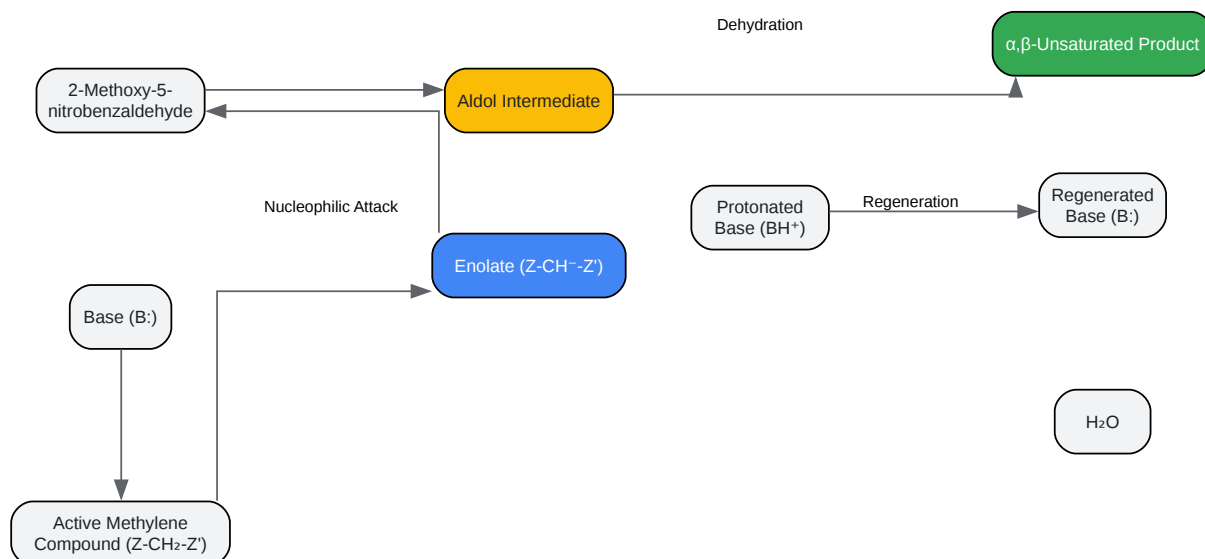 Dehydration
α,β-Unsaturated Product
2-Methoxy-5-
nitrobenzaldehyde
Aldol Intermediate
Nucleophilic Attack
Protonated
Base (BH⁺)
Regeneration
Regenerated
Base (B:)
Enolate (Z-CH⁻-Z')
Base (B:)
H₂O
Active Methylene
Compound (Z-CH₂-Z')